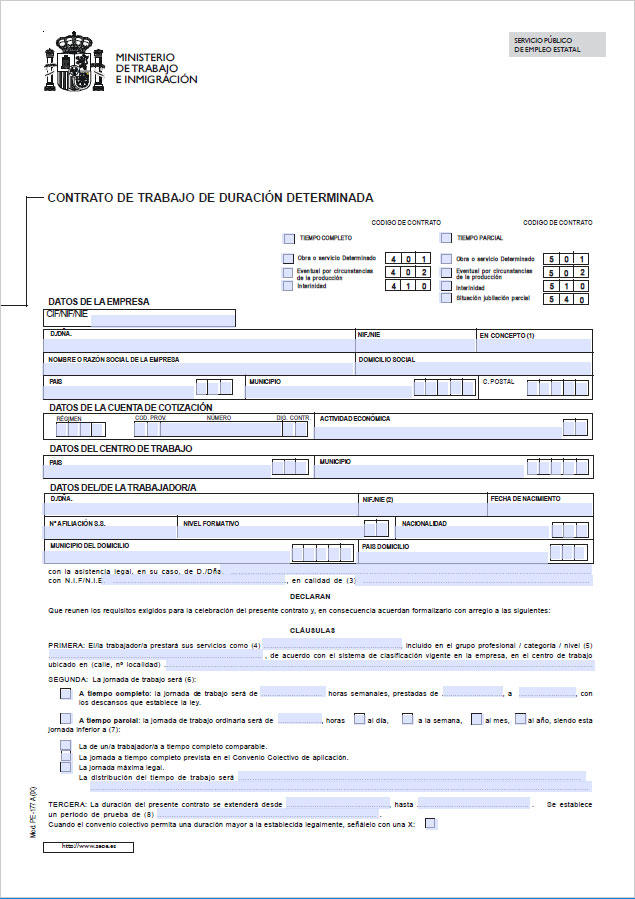 MINISTERIO
DE TRABAJO
E INMIGRACIÓN
SERVICIO PÚBLICO
DE EMPLEO ESTATAL
CONTRATO DE TRABAJO DE DURACIÓN DETERMINADA
CODIGO DE CONTRATO CODIGO DE CONTRATO
TIEMPO COMPLETO TIEMPO PARCIAL
Obra o servicio Determinado 4 0 1 Obra o servicio Determinado 5 0 1
Eventual por circunstancias de la producción 4 0 2 Eventual por circunstancias de la producción 5 0 2
Interinidad 4 1 0 Interinidad 5 1 0
Situación jubilación parcial 5 4 0
DATOS DE LA EMPRESA
CIF/NIF/NIE
D./DÑA. NIF./NIE EN CONCEPTO (1)
NOMBRE O RAZÓN SOCIAL DE LA EMPRESA DOMICILIO SOCIAL
PAIS MUNICIPIO C. POSTAL
DATOS DE LA CUENTA DE COTIZACIÓN
RÉGIMEN COD. PROV. NÚMERO DIG. CONTR. ACTIVIDAD ECONÓMICA
DATOS DEL CENTRO DE TRABAJO
PAIS MUNICIPIO
DATOS DEL/DE LA TRABAJADOR/A
D./DÑA. NIF./NIE (2) FECHA DE NACIMIENTO
Nº AFILIACIÓN S.S. NIVEL FORMATIVO NACIONALIDAD
MUNICIPIO DEL DOMICILIO PAIS DOMICILIO
con la asistencia legal, en su caso, de D./Dña.
con N.I.F/N.I.E. , en calidad de (3)
DECLARAN
Que reunen los requisitos exigidos para la celebración del presente contrato y, en consecuencia acuerdan formalizarlo con arreglo a las siguientes:
CLÁUSULAS
PRIMERA: El/la trabajador/a prestará sus servicios como (4) , incluido en el grupo profesional / categoría / nivel (5)
, de acuerdo con el sistema de clasificación vigente en la empresa, en el centro de trabajo
ubicado en (calle, nº localidad)
SEGUNDA: La jornada de trabajo será (6):
A tiempo completo: la jornada de trabajo será de horas semanales, prestadas de , a , con
los descansos que establece la ley.
A tiempo parcial: la jornada de trabajo ordinaria será de , horas al día, a la semana, al mes, al año, siendo esta
jornada inferior a (7):
La de un/a trabajador/a a tiempo completo comparable.
La jornada a tiempo completo prevista en el Convenio Colectivo de aplicación.
La jornada máxima legal.
La distribución del tiempo de trabajo será
TERCERA: La duración del presente contrato se extenderá desde , hasta . Se establece
un periodo de prueba de (8) .
Cuando el convenio colectivo permita una duración mayor a la establecida legalmente, señálelo con una X:
Mod. PE-177 A (IX)
http://www.sepe.es